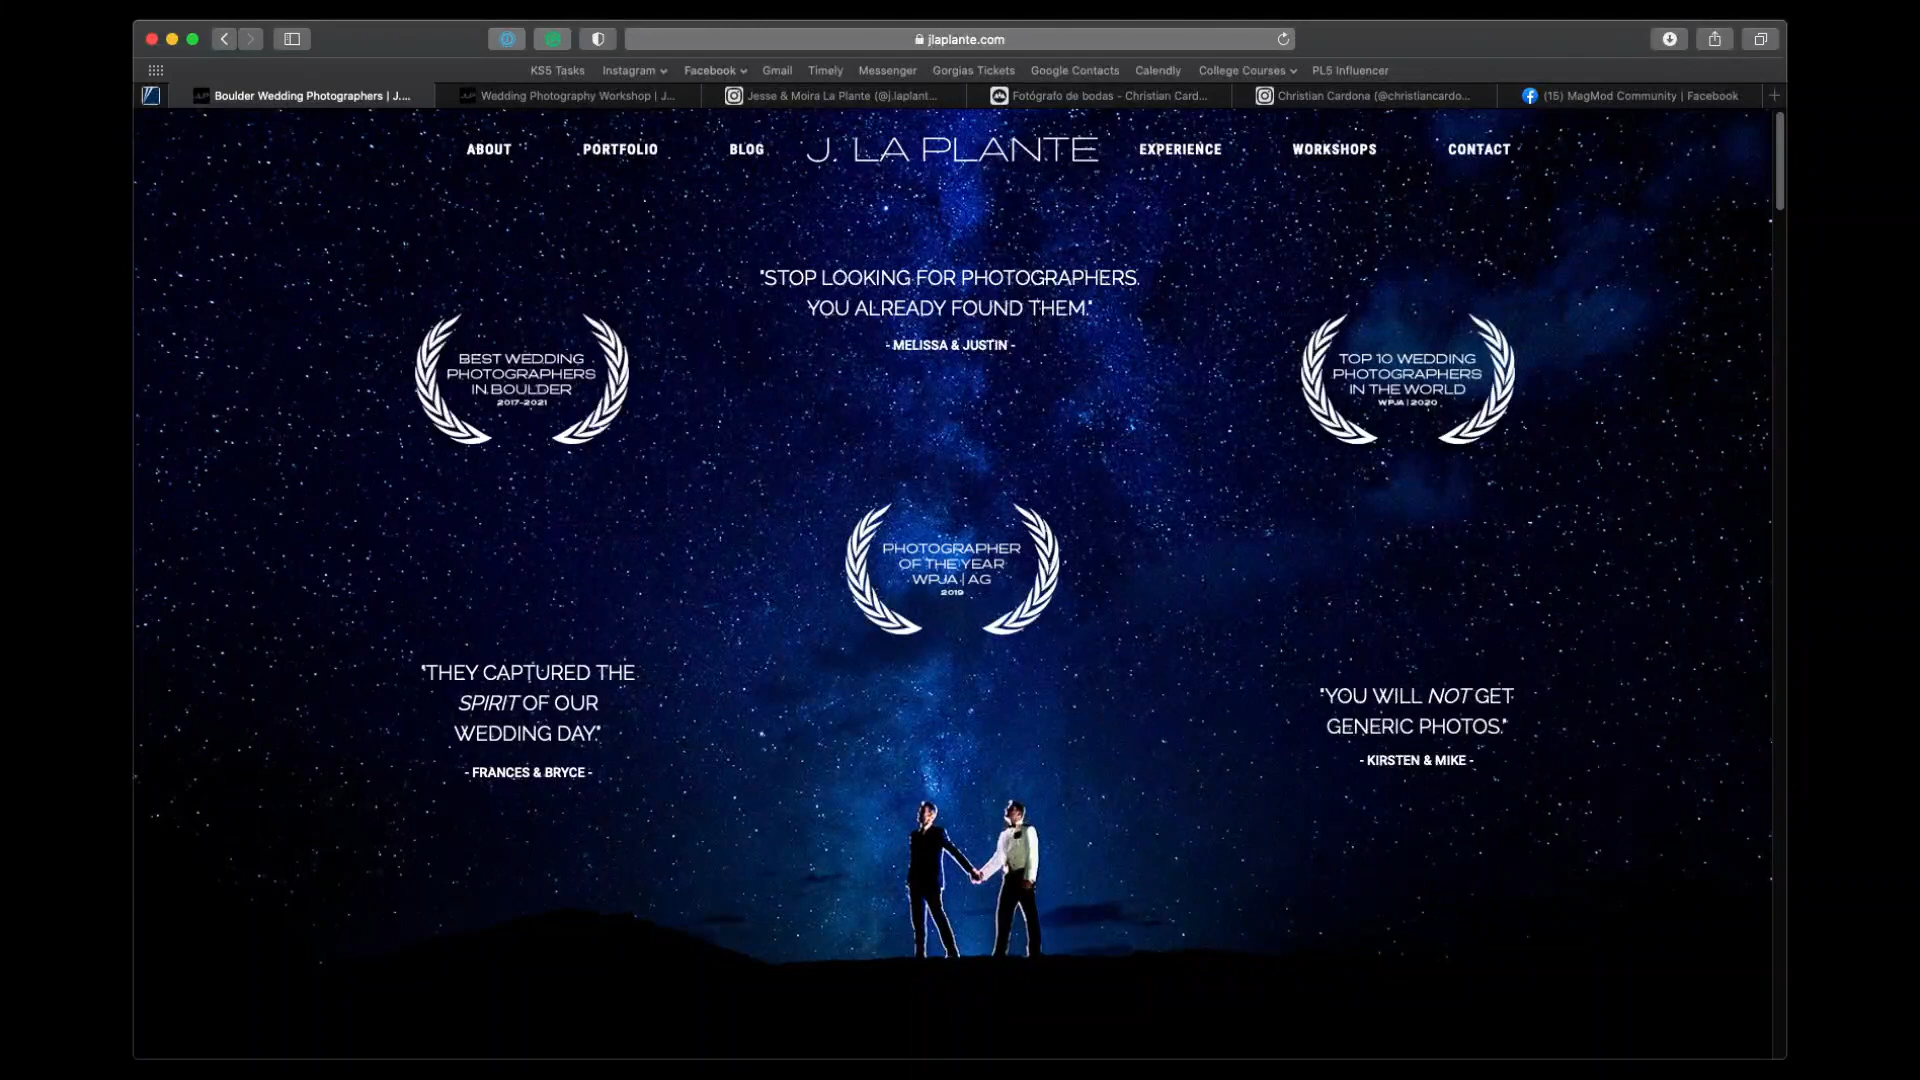 jlaplante.com
KS5 Tasks Instagram Facebook Gmail Timely Messenger Gorgias Tickets Google Contacts Calendly College Courses PL5 Influencer
Boulder Wedding Photographers | J.... Wedding Photography Workshop | J... Jesse & Moira La Plante (@j.laplant... Fotógrafo de bodas - Christian Card... Christian Cardona (@christiancardo... (15) MagMod Community | Facebook
ABOUT PORTFOLIO BLOG J. LA PLANTE EXPERIENCE WORKSHOPS CONTACT
"STOP LOOKING FOR PHOTOGRAPHERS.
YOU ALREADY FOUND THEM."
- MELISSA & JUSTIN -
BEST WEDDING
PHOTOGRAPHERS
IN BOULDER
2017-2021
TOP 10 WEDDING
PHOTOGRAPHERS
IN THE WORLD
WPJA | 2020
PHOTOGRAPHER
OF THE YEAR
WPJA | AG
2019
"THEY CAPTURED THE
SPIRIT OF OUR
WEDDING DAY."
- FRANCES & BRYCE -
"YOU WILL NOT GET
GENERIC PHOTOS."
- KIRSTEN & MIKE -